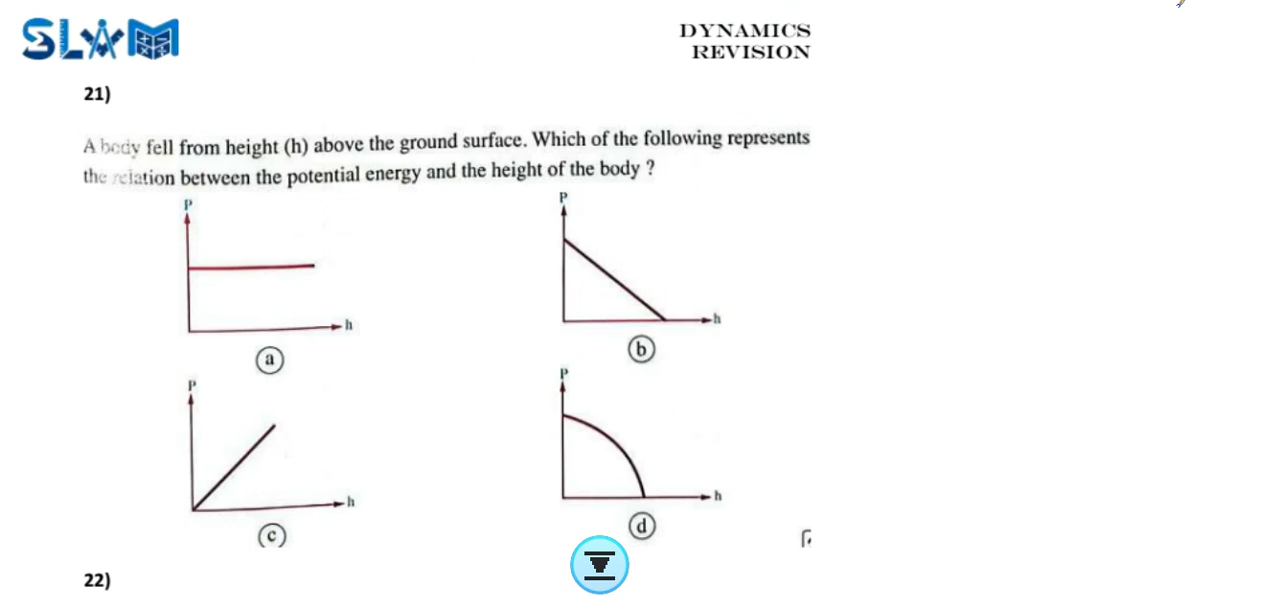 SLAM
DYNAMICS
REVISION
21)
A body fell from height (h) above the ground surface. Which of the following represents
the relation between the potential energy and the height of the body ?
P
h
a
P
h
b
P
h
c
P
h
d
22)